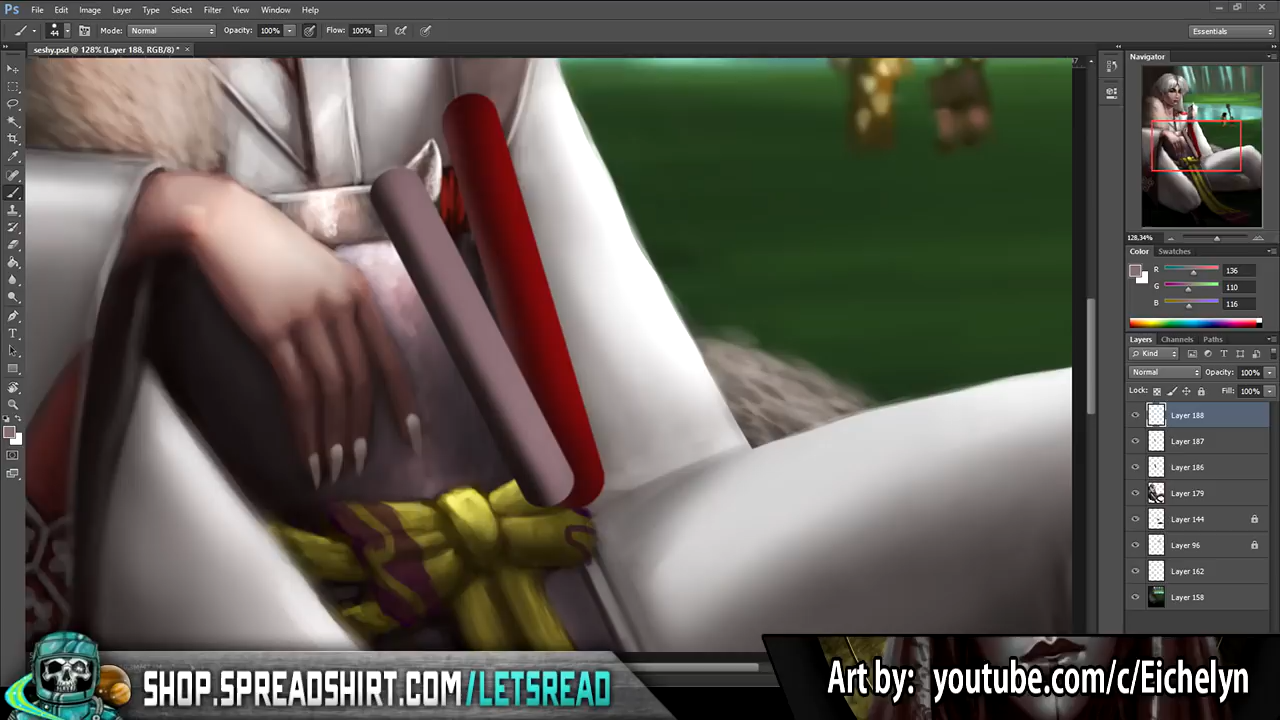 Ps File Edit Image Layer Type Select Filter View Window Help
44 Mode: Normal Opacity: 100% Flow: 100% Essentials
seshy.psd @ 128% (Layer 188, RGB/8) * ×
Navigator
128.34%
Color Swatches
R 136
G 110
B 116
Layers Channels Paths
Kind
Normal Opacity: 100%
Lock: Fill: 100%
Layer 188
Layer 187
Layer 186
Layer 179
Layer 144
Layer 96
Layer 162
Layer 158
SHOP.SPREADSHIRT.COM/LETSREAD
Art by: youtube.com/c/Eichelyn